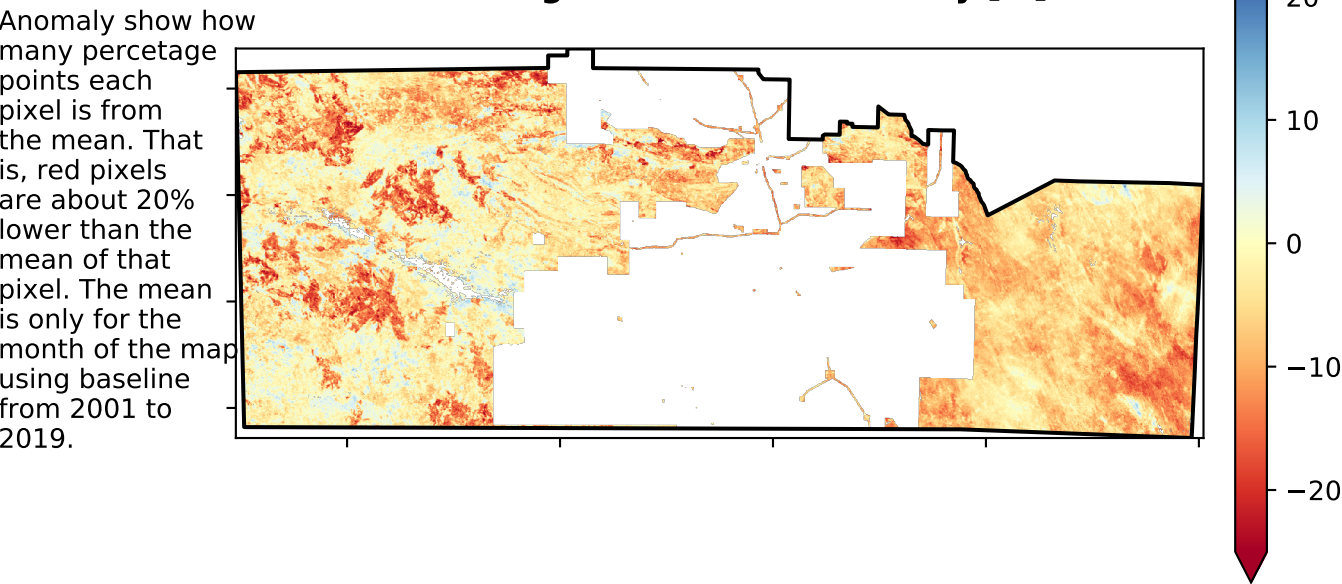 Anomaly show how
many percetage
points each
pixel is from
the mean. That
is, red pixels
are about 20%
lower than the
mean of that
pixel. The mean
is only for the
month of the map
using baseline
from 2001 to
2019.
20
10
0
−10
−20